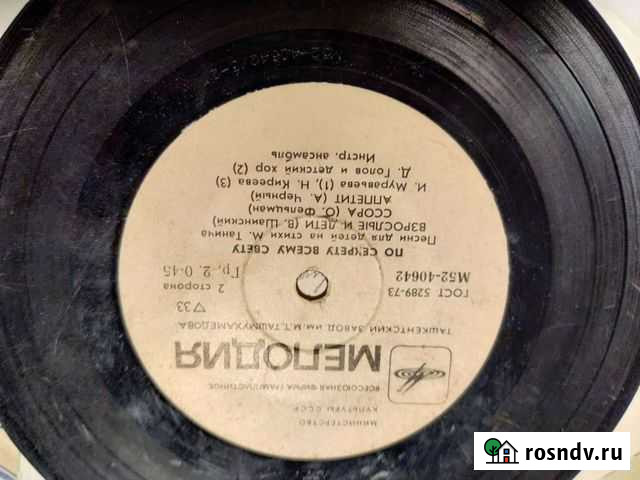 МИНИСТЕРСТВО
КУЛЬТУРЫ СССР
ВСЕСОЮЗНАЯ ФИРМА ГРАМПЛАСТИНОК
МЕЛОДИЯ
ТАШКЕНТСКИЙ ЗАВОД ИМ. М.Т. ТАШМУХАМЕДОВА
▽33
2 сторона
ГОСТ 5289-73
Гр. 2. 0-45
М52-40642
ПО СЕКРЕТУ ВСЕМУ СВЕТУ
Песни для детей на стихи М. Танича
ВЗРОСЛЫЕ И ДЕТИ (В. Шаинский)
ССОРА (О. Фельцман)
АППЕТИТ (А. Черный)
И. Муравьева (1), Н. Киреева (3)
Д. Голов и детский хор (2)
Инстр. ансамбль
rosndv.ru